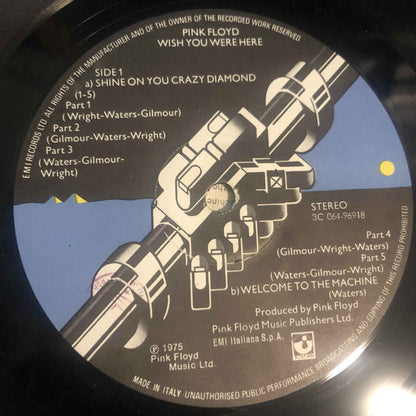 PINK FLOYD
WISH YOU WERE HERE
SIDE 1
a) SHINE ON YOU CRAZY DIAMOND
(1-5)
Part 1
(Wright-Waters-Gilmour)
Part 2
(Gilmour-Waters-Wright)
Part 3
(Waters-Gilmour-
Wright)
STEREO
3C 064-96918
Part 4
(Gilmour-Wright-Waters)
Part 5
(Waters-Gilmour-Wright)
b) WELCOME TO THE MACHINE
(Waters)
Produced by Pink Floyd
Pink Floyd Music Publishers Ltd.
EMI Italiana S.p.A.
℗ 1975
Pink Floyd
Music Ltd.
EMI RECORDS LTD ALL RIGHTS OF THE MANUFACTURER AND OF THE OWNER OF THE RECORDED WORK RESERVED
MADE IN ITALY · UNAUTHORISED PUBLIC PERFORMANCE BROADCASTING AND COPYING OF THIS RECORD PROHIBITED